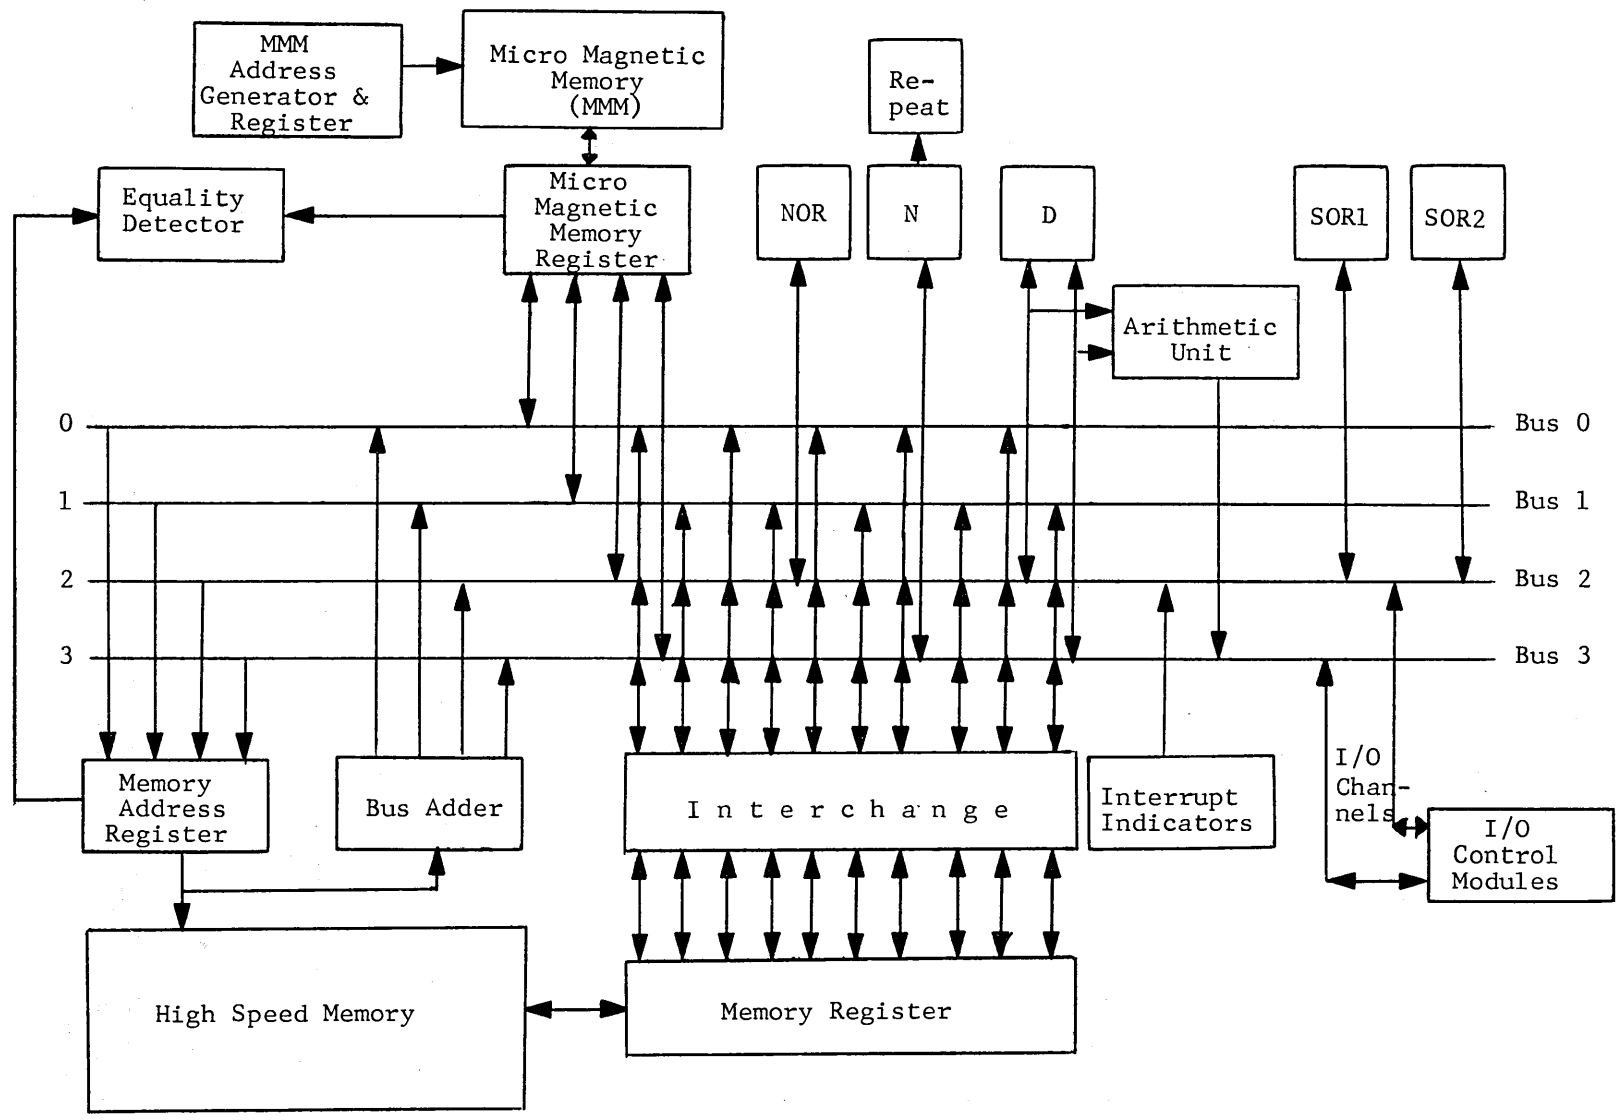 MMM
Address
Generator &
Register
Micro Magnetic
Memory
(MMM)
Re-
peat
Equality
Detector
Micro
Magnetic
Memory
Register
NOR
N
D
SOR1
SOR2
Arithmetic
Unit
0
Bus 0
1
Bus 1
2
Bus 2
3
Bus 3
Memory
Address
Register
Bus Adder
Interchange
Interrupt
Indicators
I/O
Chan-
nels
I/O
Control
Modules
High Speed Memory
Memory Register